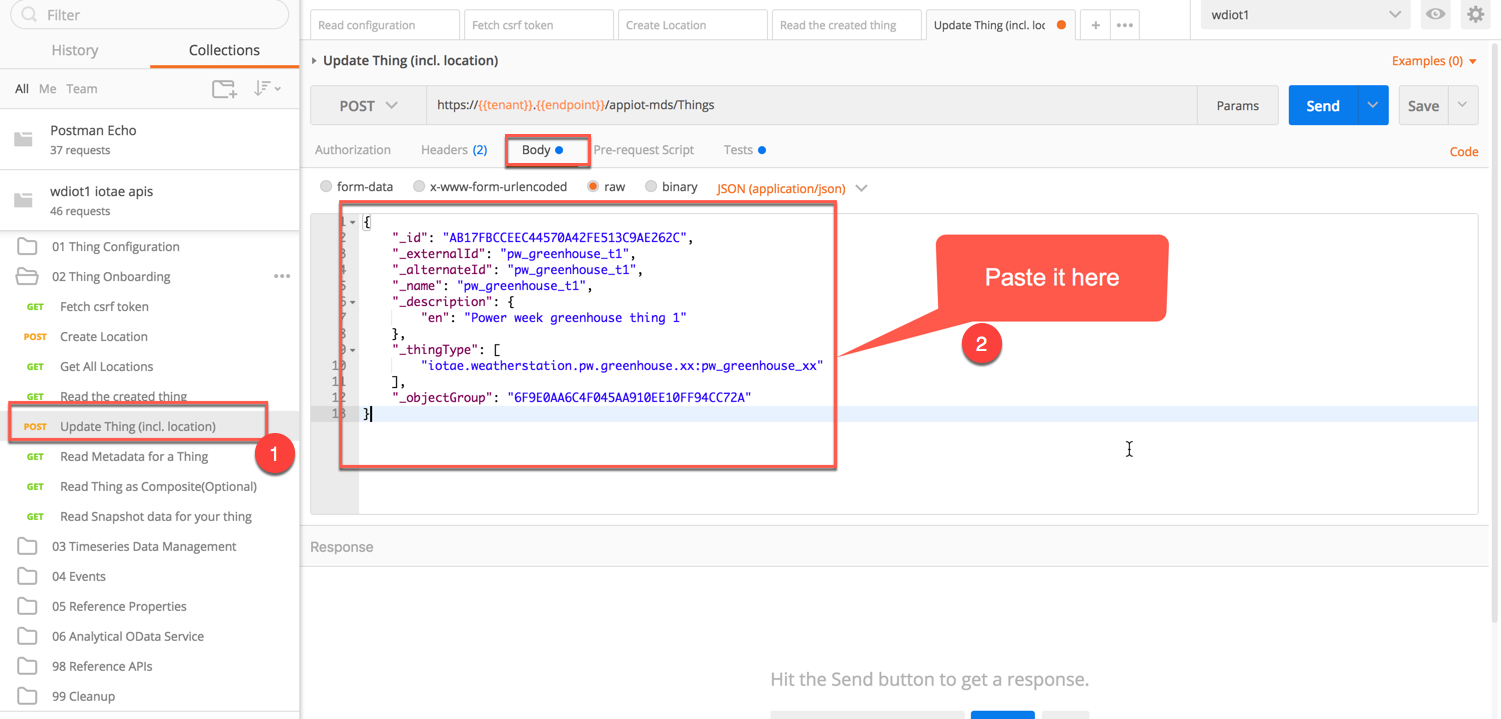 Filter
History
Collections
All Me Team
Postman Echo
37 requests
wdiot1 iotae apis
46 requests
01 Thing Configuration
02 Thing Onboarding
GET Fetch csrf token
POST Create Location
GET Get All Locations
GET Read the created thing
POST Update Thing (incl. location)
1
GET Read Metadata for a Thing
GET Read Thing as Composite(Optional)
GET Read Snapshot data for your thing
03 Timeseries Data Management
04 Events
05 Reference Properties
06 Analytical OData Service
98 Reference APIs
99 Cleanup
Read configuration
Fetch csrf token
Create Location
Read the created thing
Update Thing (incl. loc
wdiot1
Update Thing (incl. location)
Examples (0)
POST
https://{{tenant}}.{{endpoint}}/appiot-mds/Things
Params
Send
Save
Authorization
Headers (2)
Body
Pre-request Script
Tests
Code
form-data
x-www-form-urlencoded
raw
binary
JSON (application/json)
1 {
2 "_id": "AB17FBCCEEC44570A42FE513C9AE262C",
3 "_externalId": "pw_greenhouse_t1",
4 "_alternateId": "pw_greenhouse_t1",
5 "_name": "pw_greenhouse_t1",
6 "_description": {
7 "en": "Power week greenhouse thing 1"
8 },
9 "_thingType": [
10 "iotae.weatherstation.pw.greenhouse.xx:pw_greenhouse_xx"
11 ],
12 "_objectGroup": "6F9E0AA6C4F045AA910EE10FF94CC72A"
13 }
Paste it here
2
Response
Hit the Send button to get a response.